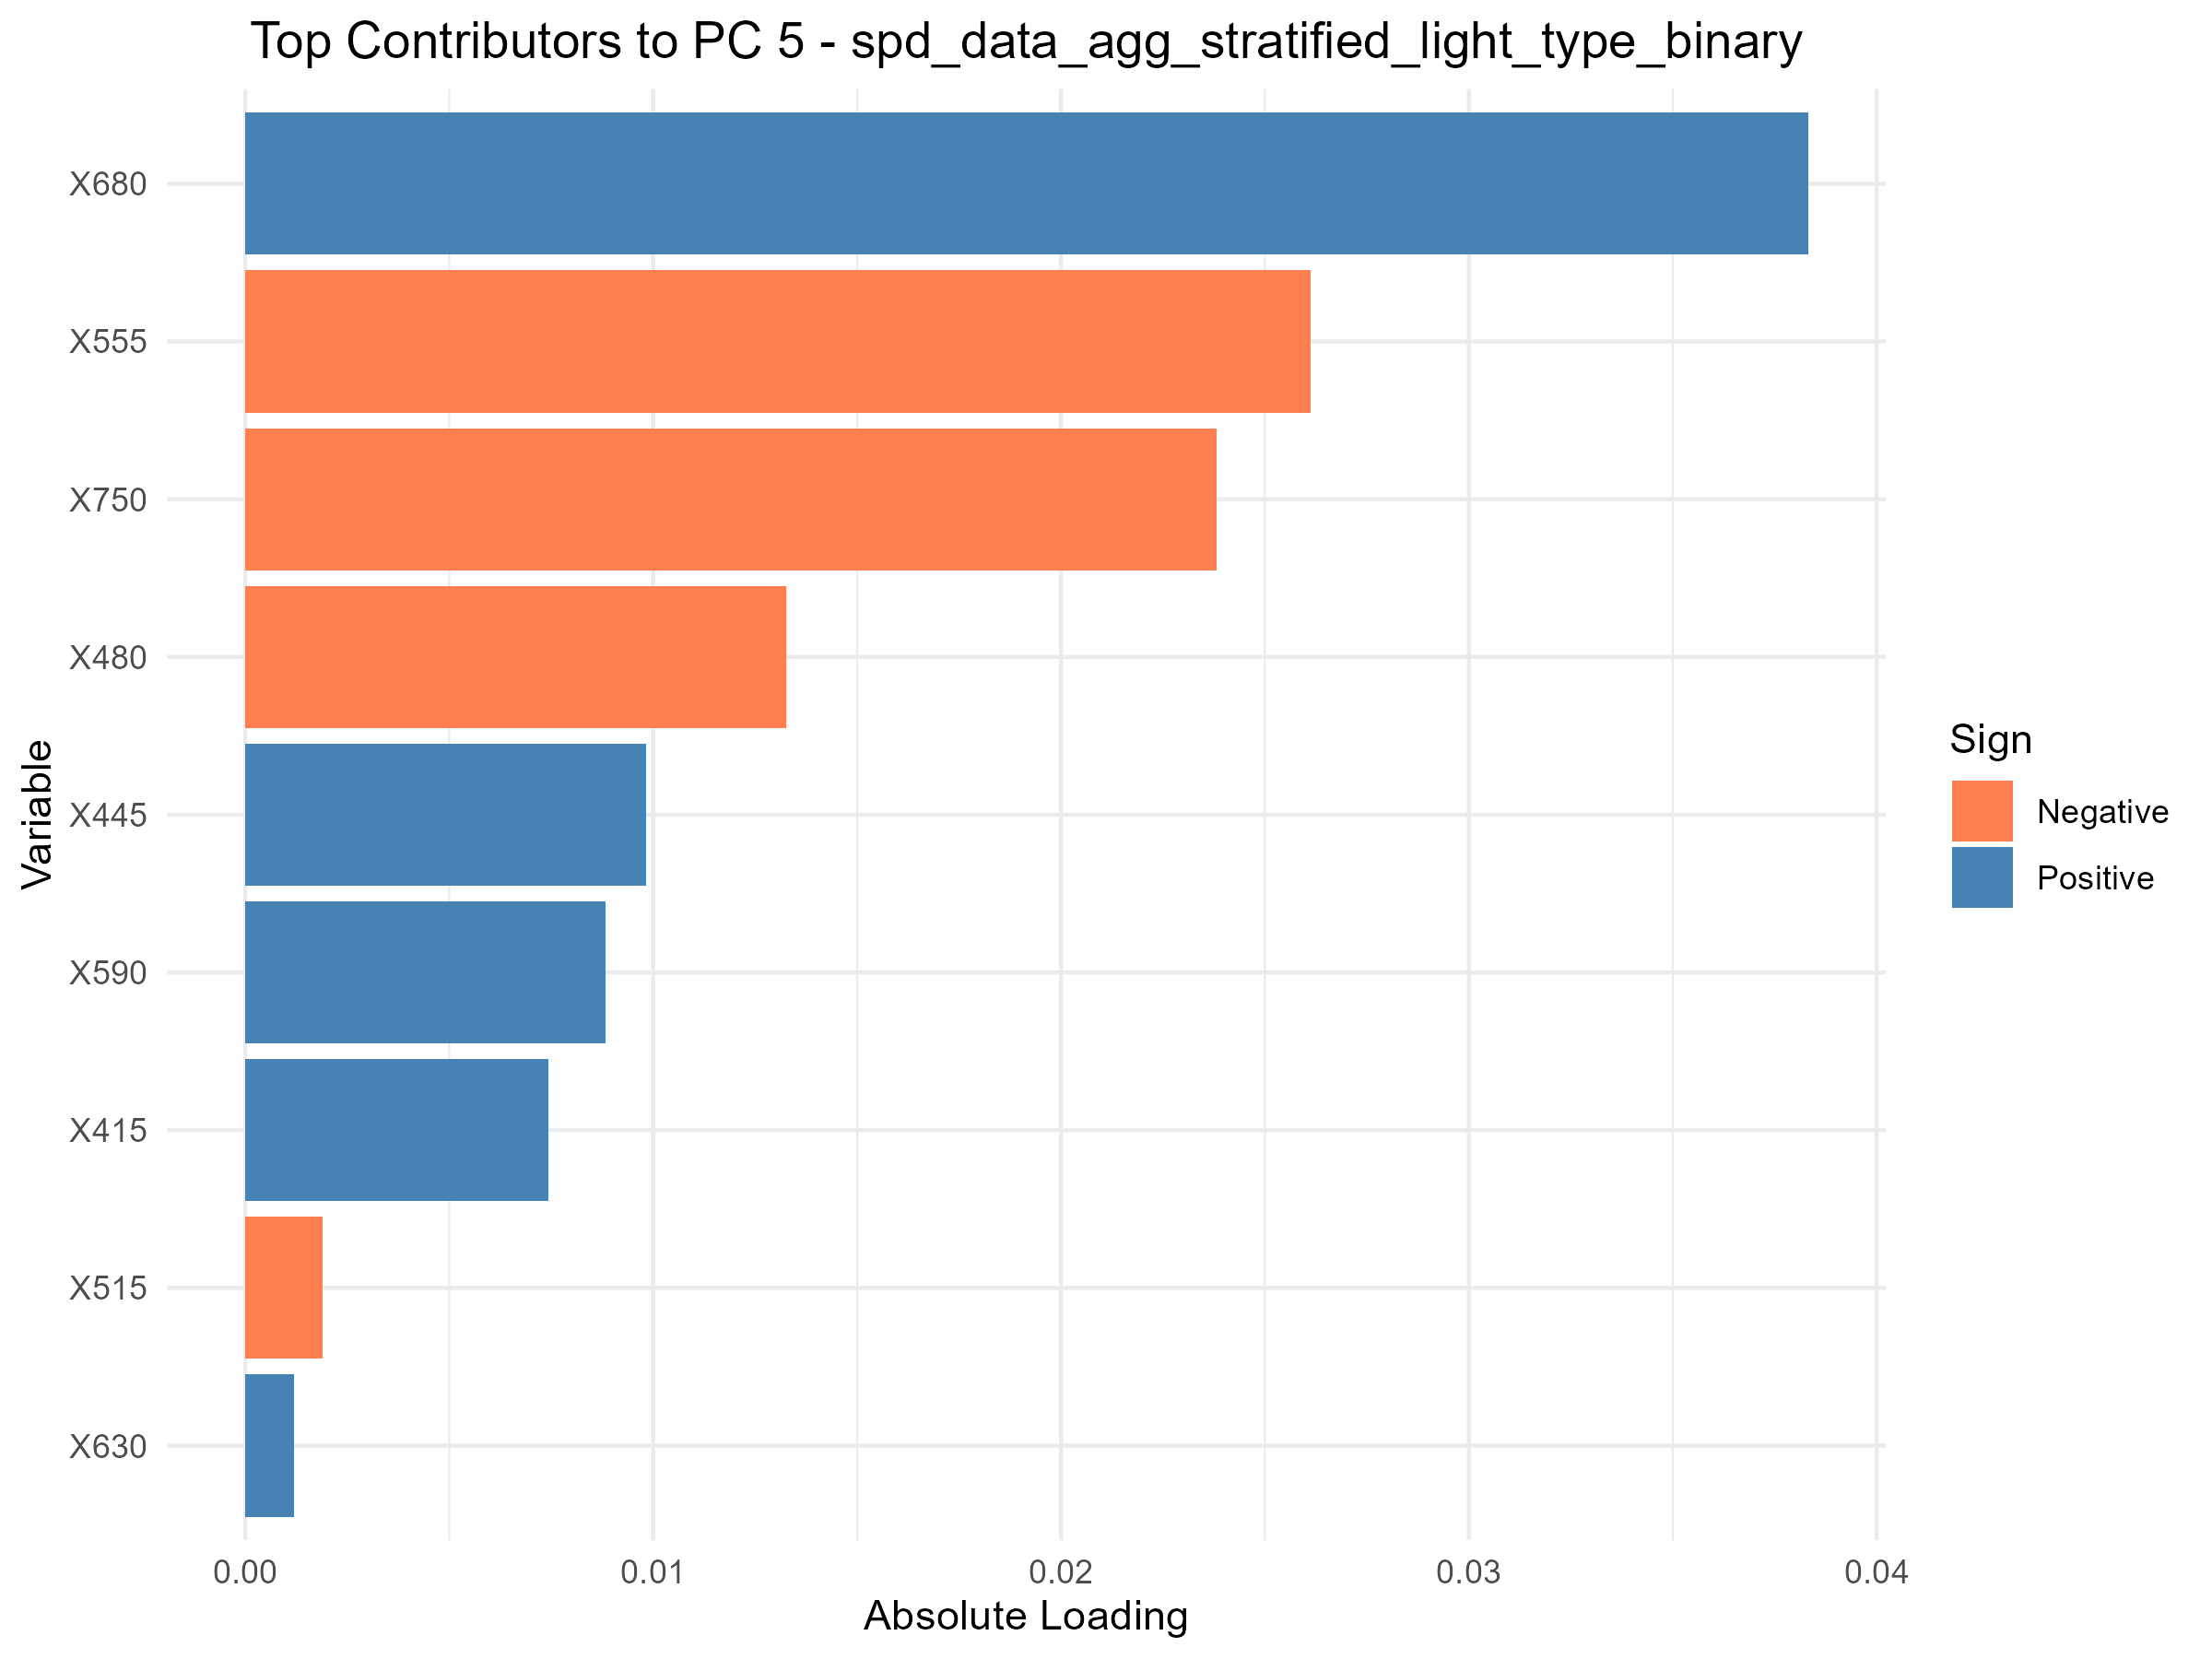 Top Contributors to PC 5 - spd_data_agg_stratified_light_type_binary
X680
X555
X750
X480
X445
X590
X415
X515
X630
Variable
0.00 0.01 0.02 0.03 0.04
Absolute Loading
Sign
Negative
Positive